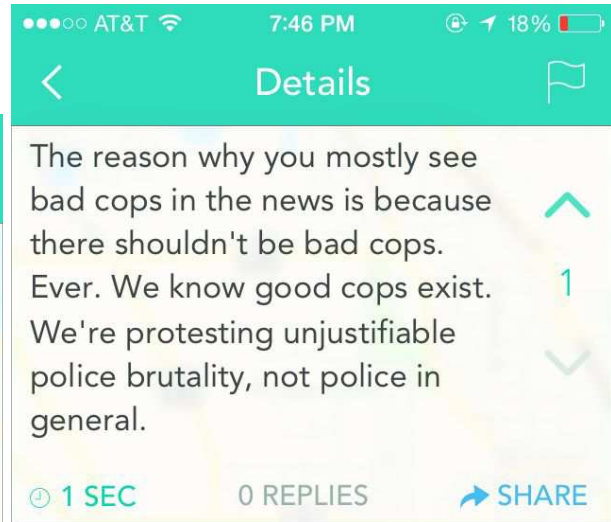 AT&T 7:46 PM 18%
Details
The reason why you mostly see
bad cops in the news is because
there shouldn't be bad cops.
Ever. We know good cops exist.
We're protesting unjustifiable
police brutality, not police in
general.
1
1 SEC 0 REPLIES SHARE